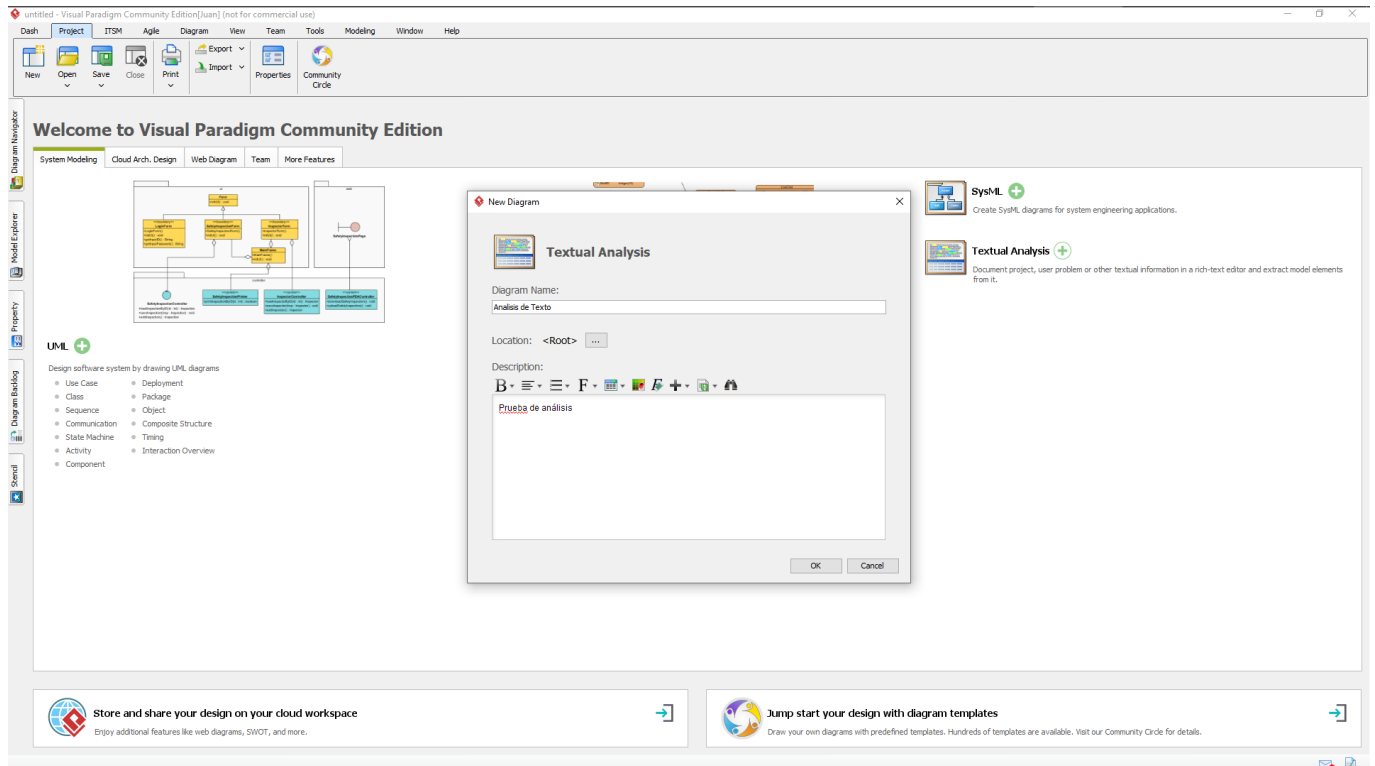 untitled - Visual Paradigm Community Edition[Juan] (not for commercial use)
Dash Project ITSM Agile Diagram View Team Tools Modeling Window Help
New Open Save Close Print Export Import Properties Community Circle
Diagram Navigator
Model Explorer
Property
Diagram Backlog
Stencil
Welcome to Visual Paradigm Community Edition
System Modeling Cloud Arch. Design Web Diagram Team More Features
UML
Design software system by drawing UML diagrams
Use Case Deployment
Class Package
Sequence Object
Communication Composite Structure
State Machine Timing
Activity Interaction Overview
Component
New Diagram
Textual Analysis
Diagram Name:
Analisis de Texto
Location: <Root> ...
Description:
Prueba de análisis
OK Cancel
SysML
Create SysML diagrams for system engineering applications.
Textual Analysis
Document project, user problem or other textual information in a rich-text editor and extract model elements
from it.
Store and share your design on your cloud workspace
Enjoy additional features like web diagrams, SWOT, and more.
Jump start your design with diagram templates
Draw your own diagrams with predefined templates. Hundreds of templates are available. Visit our Community Circle for details.